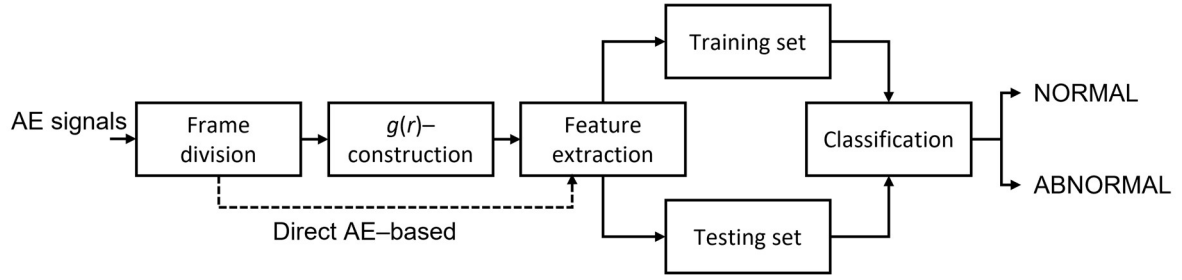 Training set
AE signals
Frame
division
g(r)–
construction
Feature
extraction
Classification
NORMAL
ABNORMAL
Direct AE–based
Testing set